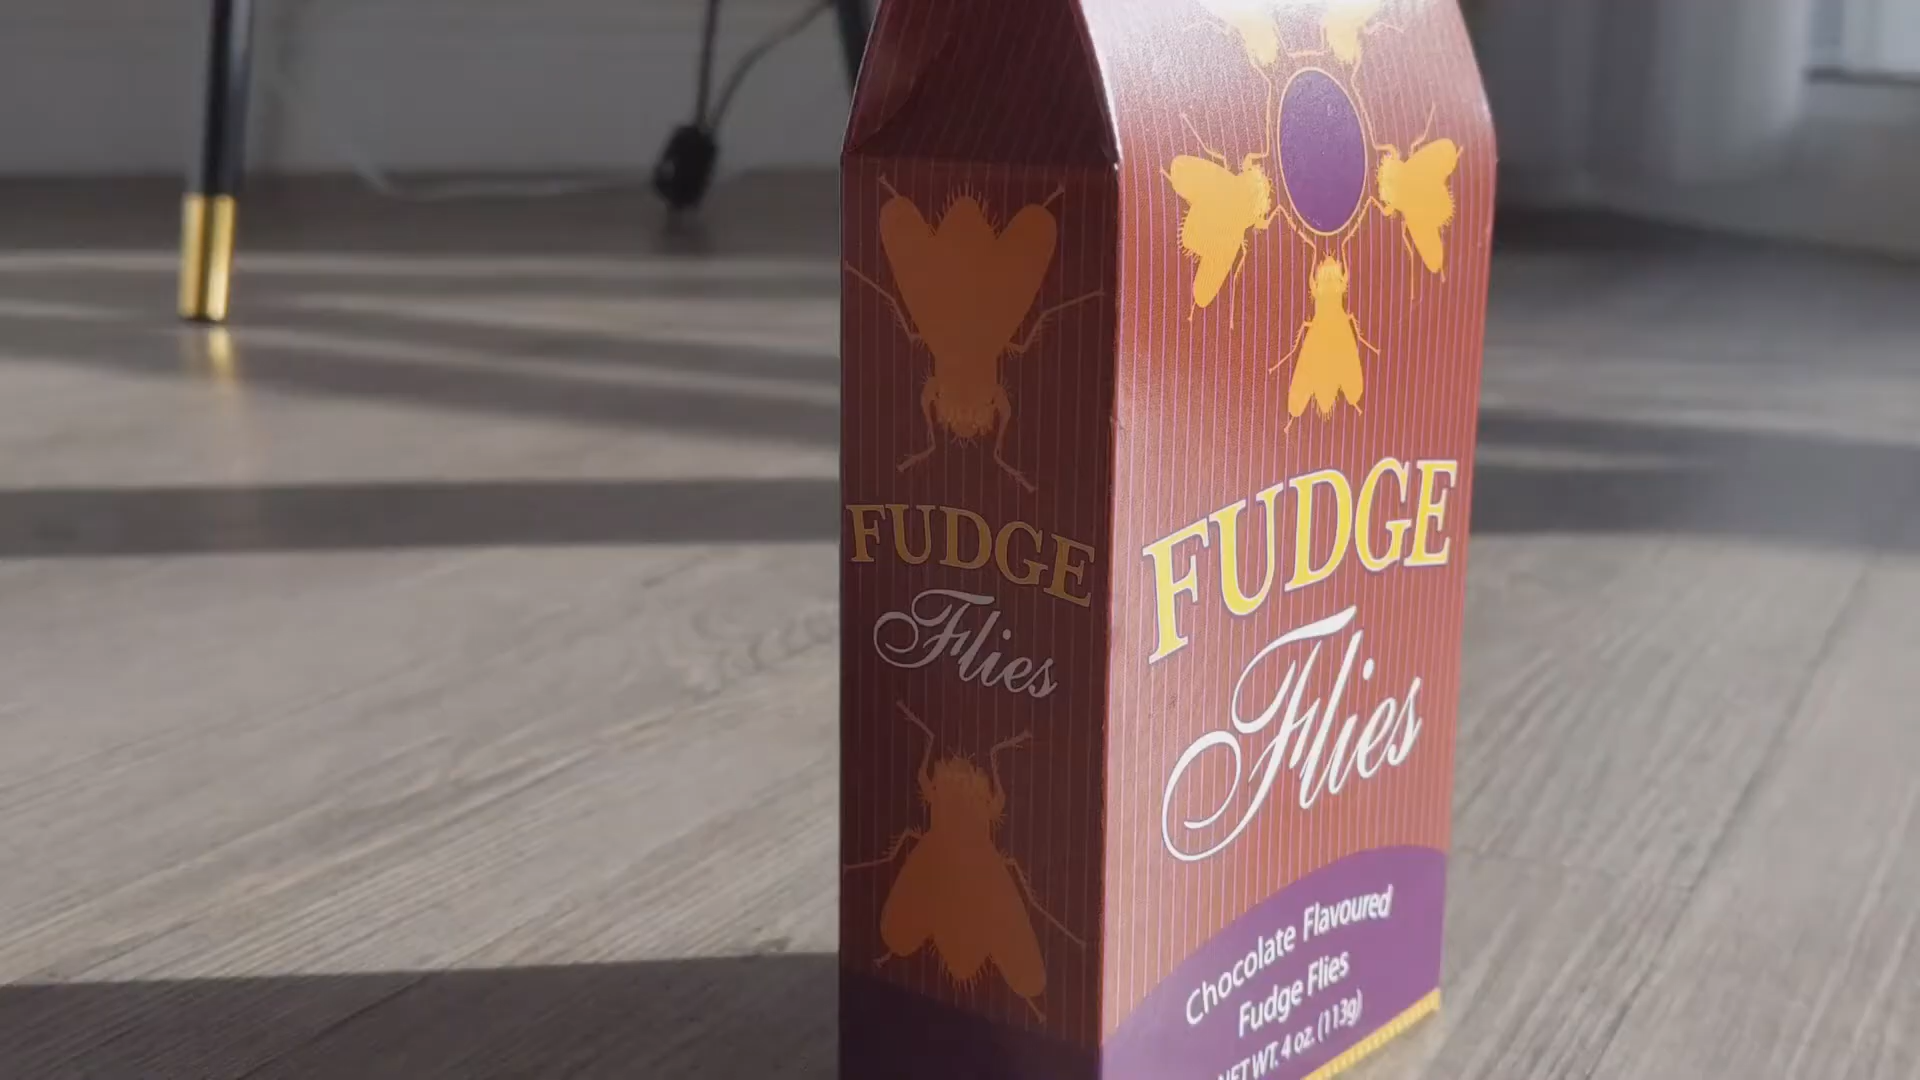 FUDGE
Flies
FUDGE
Flies
Chocolate Flavoured
Fudge Flies
NET WT. 4 oz. (113g)